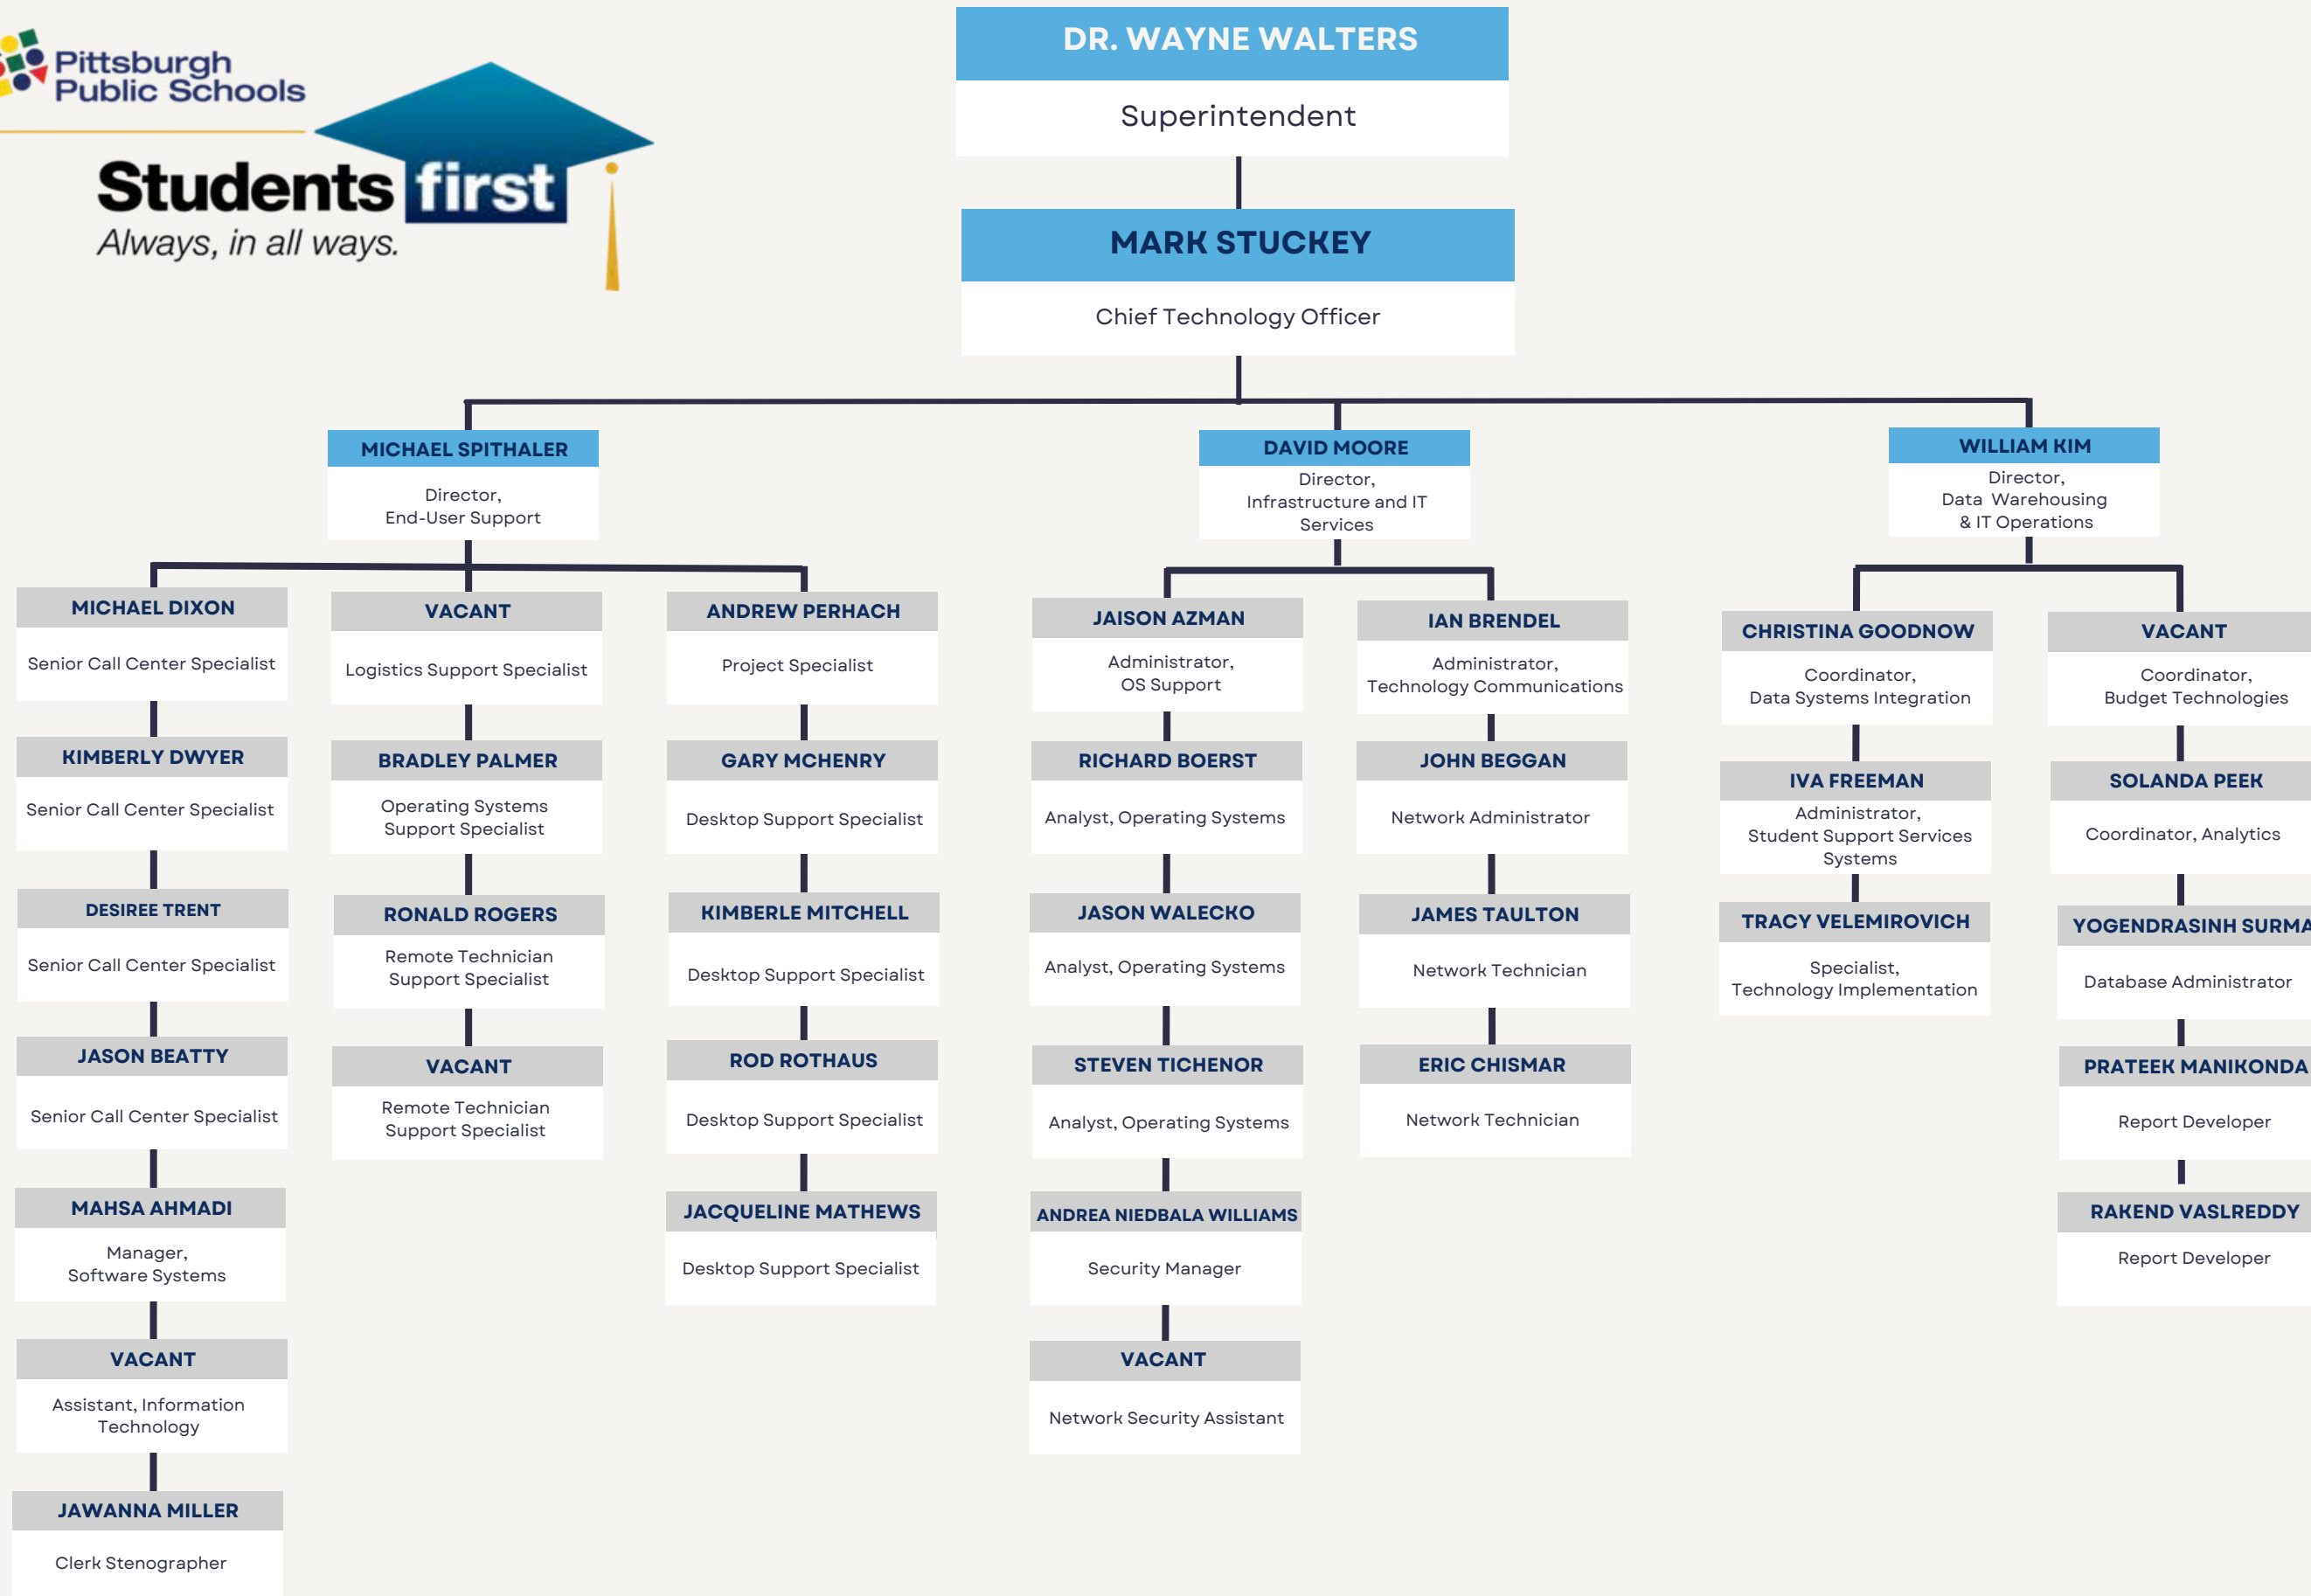 Pittsburgh
Public Schools
Students first
Always, in all ways.
DR. WAYNE WALTERS
Superintendent
MARK STUCKEY
Chief Technology Officer
MICHAEL SPITHALER
Director,
End-User Support
DAVID MOORE
Director,
Infrastructure and IT
Services
WILLIAM KIM
Director,
Data Warehousing
& IT Operations
MICHAEL DIXON
Senior Call Center Specialist
KIMBERLY DWYER
Senior Call Center Specialist
DESIREE TRENT
Senior Call Center Specialist
JASON BEATTY
Senior Call Center Specialist
MAHSA AHMADI
Manager,
Software Systems
VACANT
Assistant, Information
Technology
JAWANNA MILLER
Clerk Stenographer
VACANT
Logistics Support Specialist
BRADLEY PALMER
Operating Systems
Support Specialist
RONALD ROGERS
Remote Technician
Support Specialist
VACANT
Remote Technician
Support Specialist
ANDREW PERHACH
Project Specialist
GARY MCHENRY
Desktop Support Specialist
KIMBERLE MITCHELL
Desktop Support Specialist
ROD ROTHAUS
Desktop Support Specialist
JACQUELINE MATHEWS
Desktop Support Specialist
JAISON AZMAN
Administrator,
OS Support
RICHARD BOERST
Analyst, Operating Systems
JASON WALECKO
Analyst, Operating Systems
STEVEN TICHENOR
Analyst, Operating Systems
ANDREA NIEDBALA WILLIAMS
Security Manager
VACANT
Network Security Assistant
IAN BRENDEL
Administrator,
Technology Communications
JOHN BEGGAN
Network Administrator
JAMES TAULTON
Network Technician
ERIC CHISMAR
Network Technician
CHRISTINA GOODNOW
Coordinator,
Data Systems Integration
IVA FREEMAN
Administrator,
Student Support Services
Systems
TRACY VELEMIROVICH
Specialist,
Technology Implementation
VACANT
Coordinator,
Budget Technologies
SOLANDA PEEK
Coordinator, Analytics
YOGENDRASINH SURMA
Database Administrator
PRATEEK MANIKONDA
Report Developer
RAKEND VASLREDDY
Report Developer